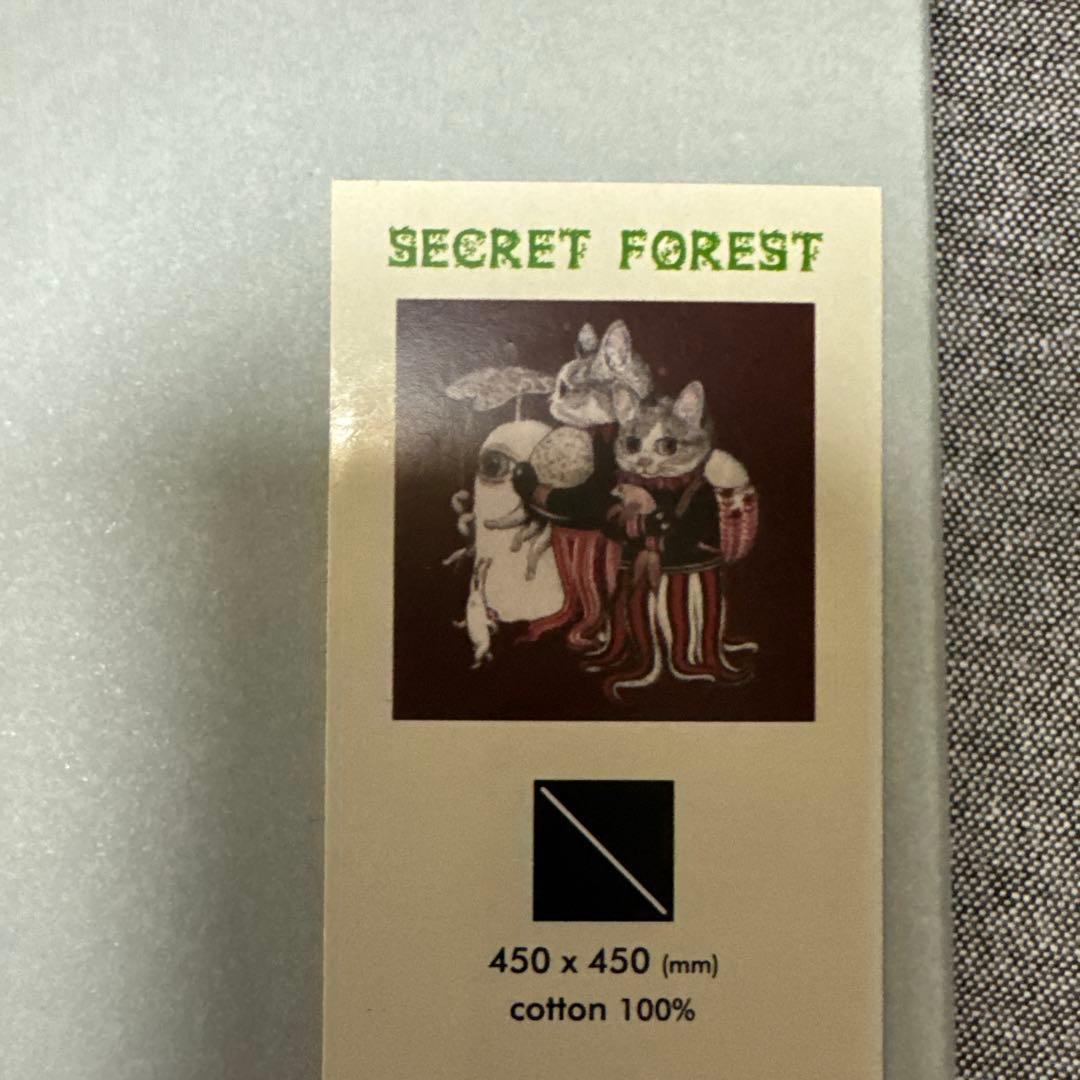 SECRET FOREST
450 x 450 (mm)
cotton 100%